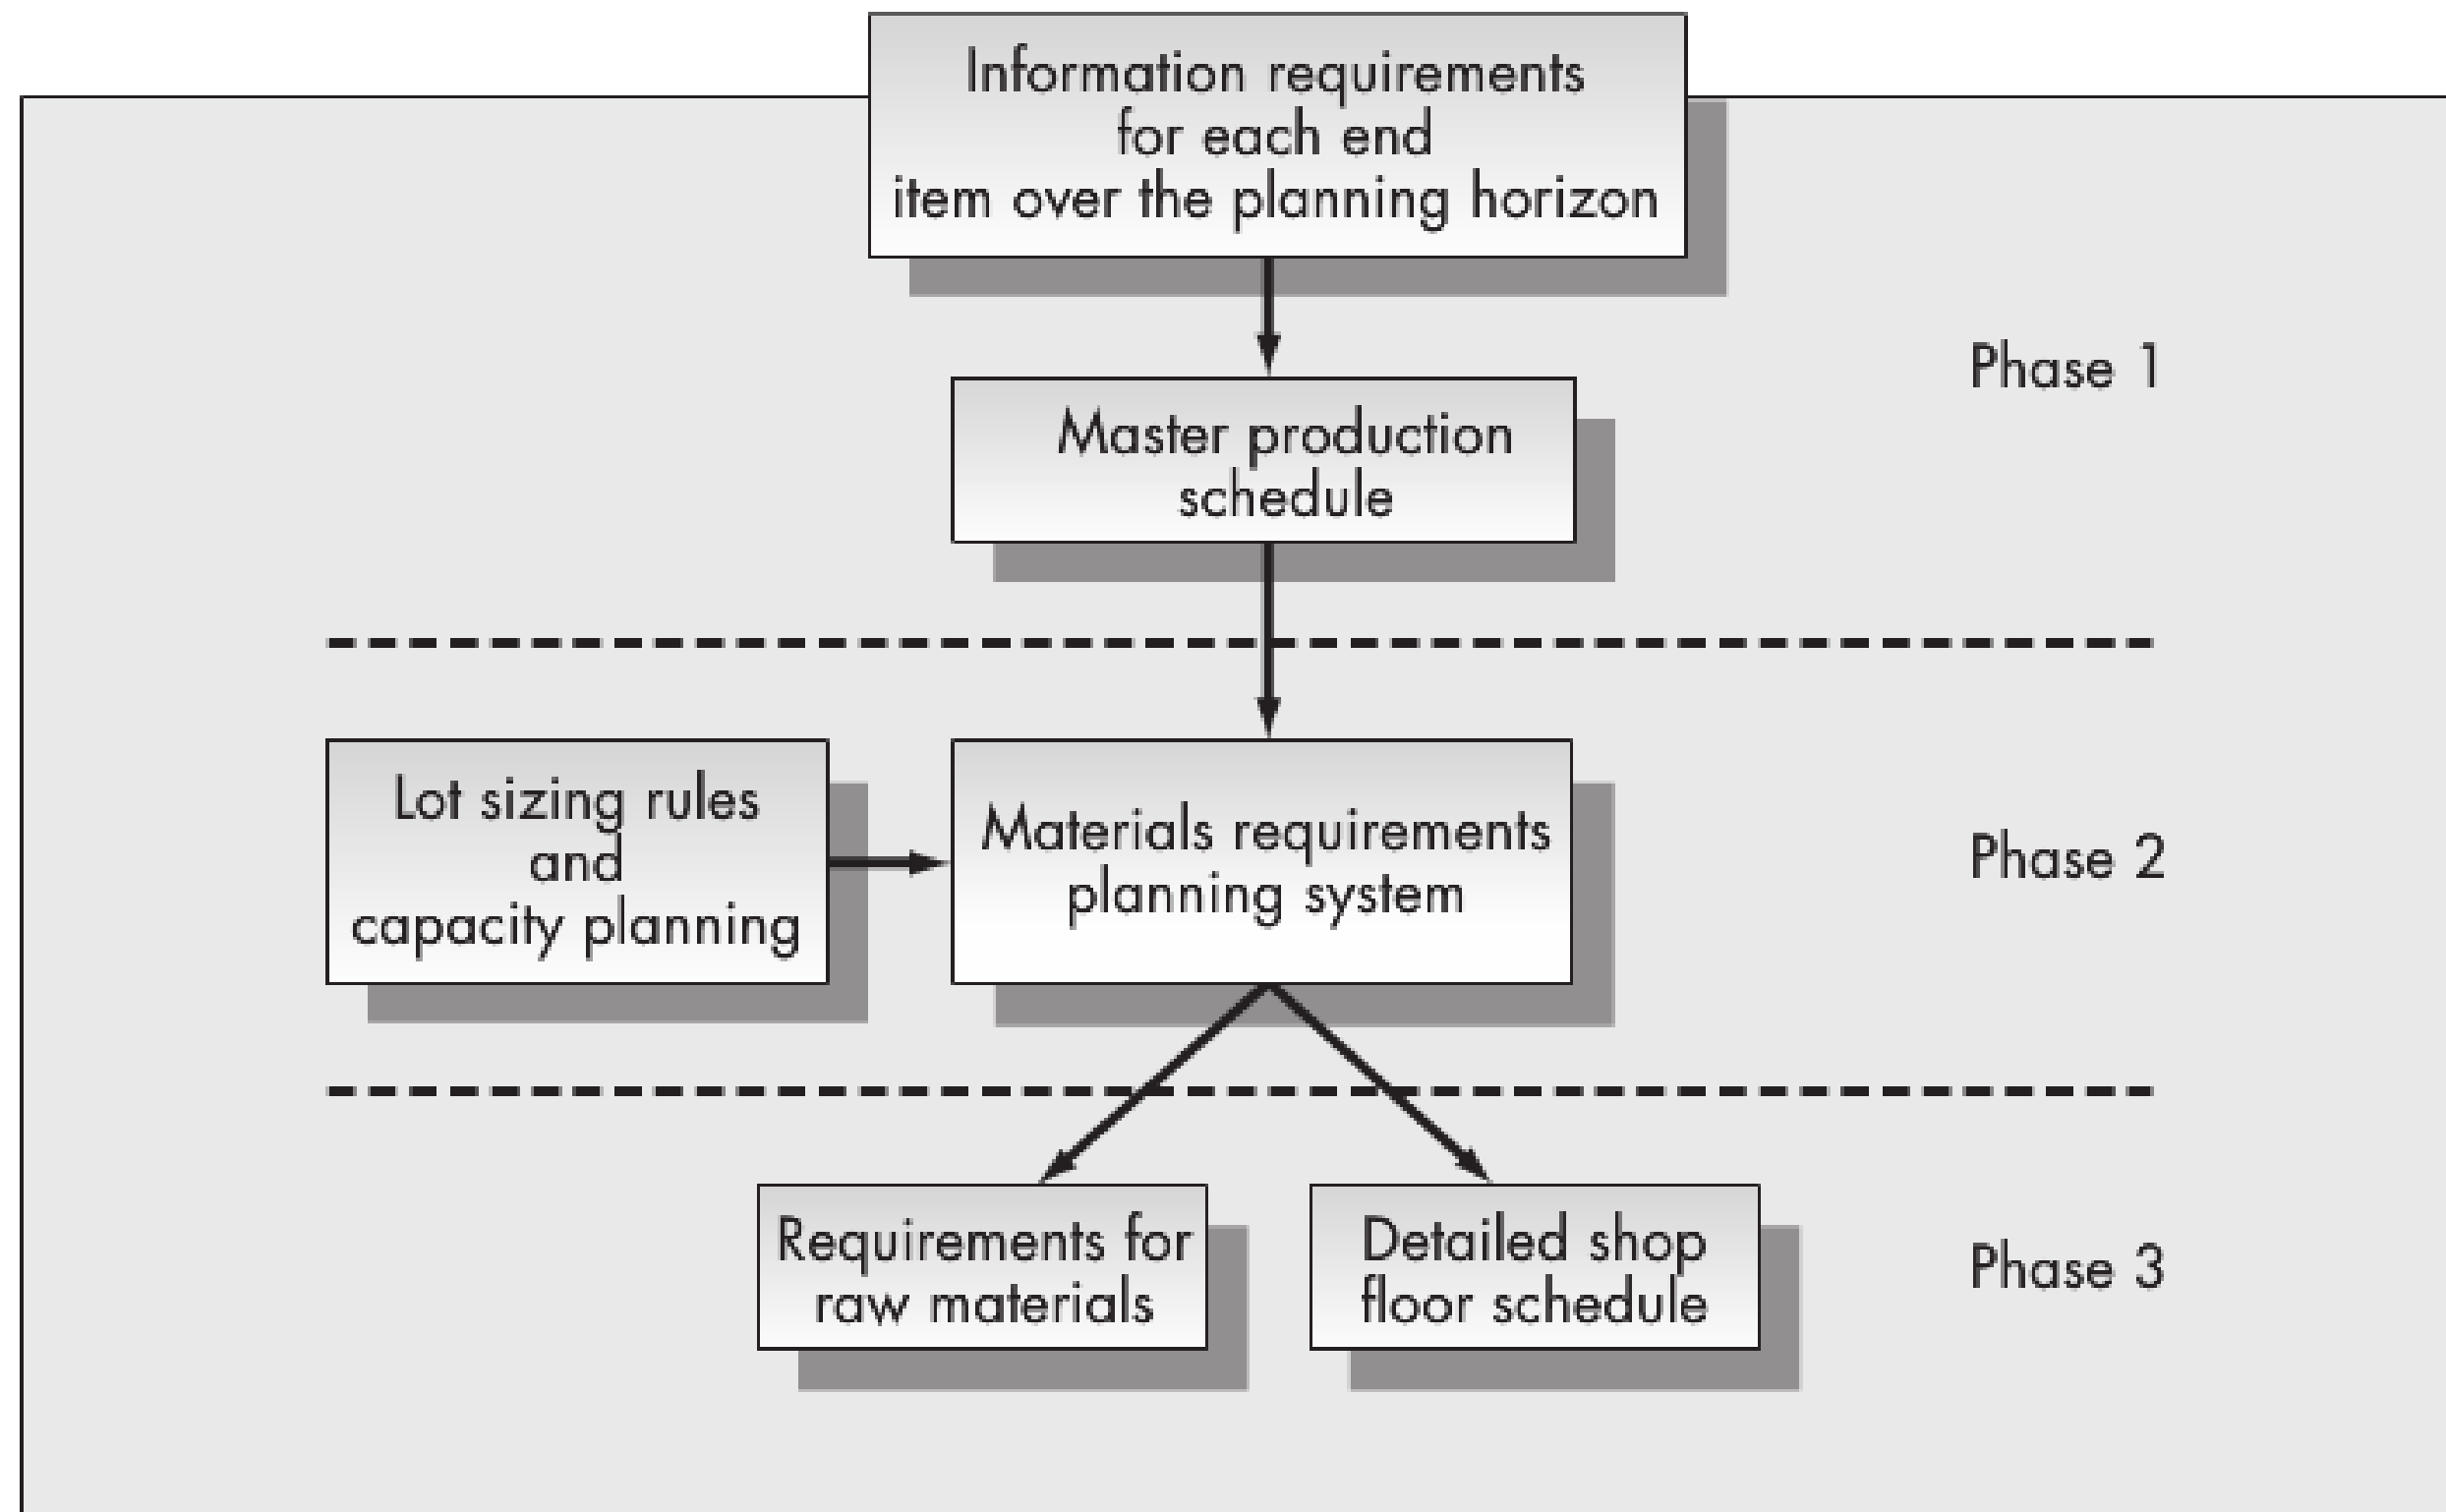 Information requirements
for each end
item over the planning horizon
Phase 1
Master production
schedule
Lot sizing rules
and
capacity planning
Materials requirements
planning system
Phase 2
Requirements for
raw materials
Detailed shop
floor schedule
Phase 3